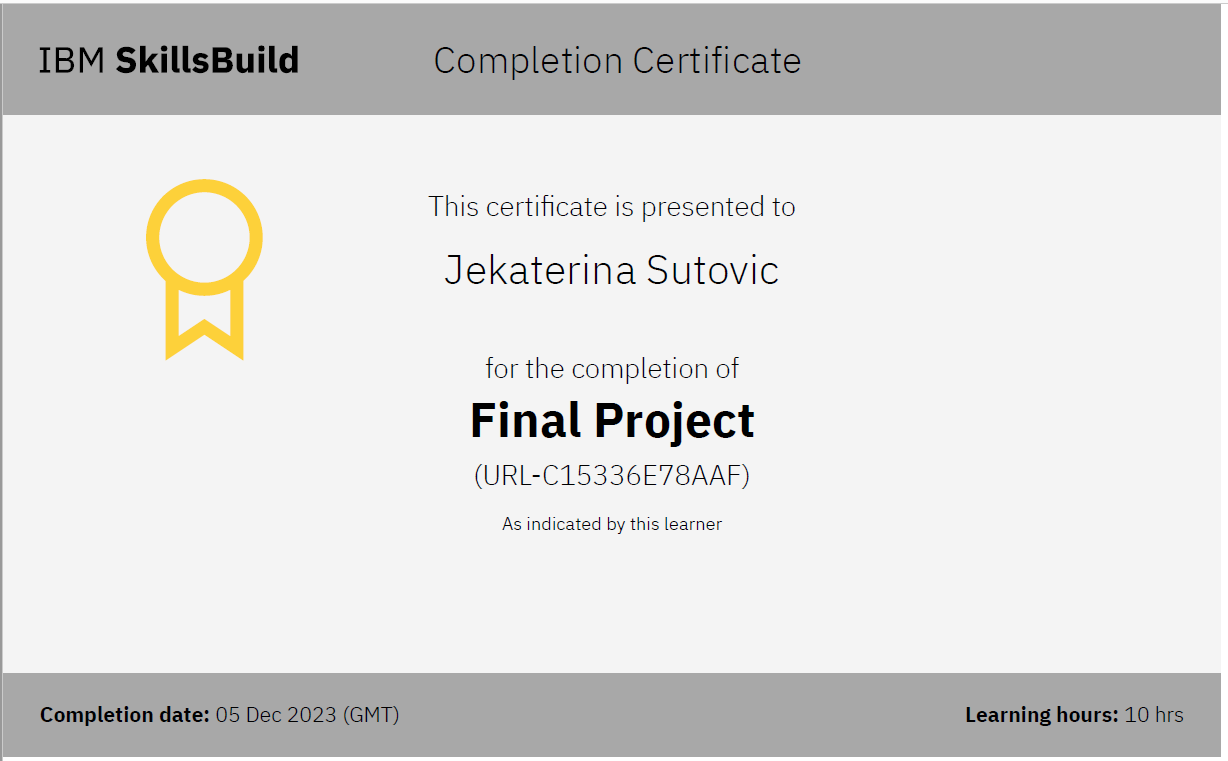 IBM SkillsBuild
Completion Certificate
This certificate is presented to
Jekaterina Sutovic
for the completion of
Final Project
(URL-C15336E78AAF)
As indicated by this learner
Completion date: 05 Dec 2023 (GMT)
Learning hours: 10 hrs